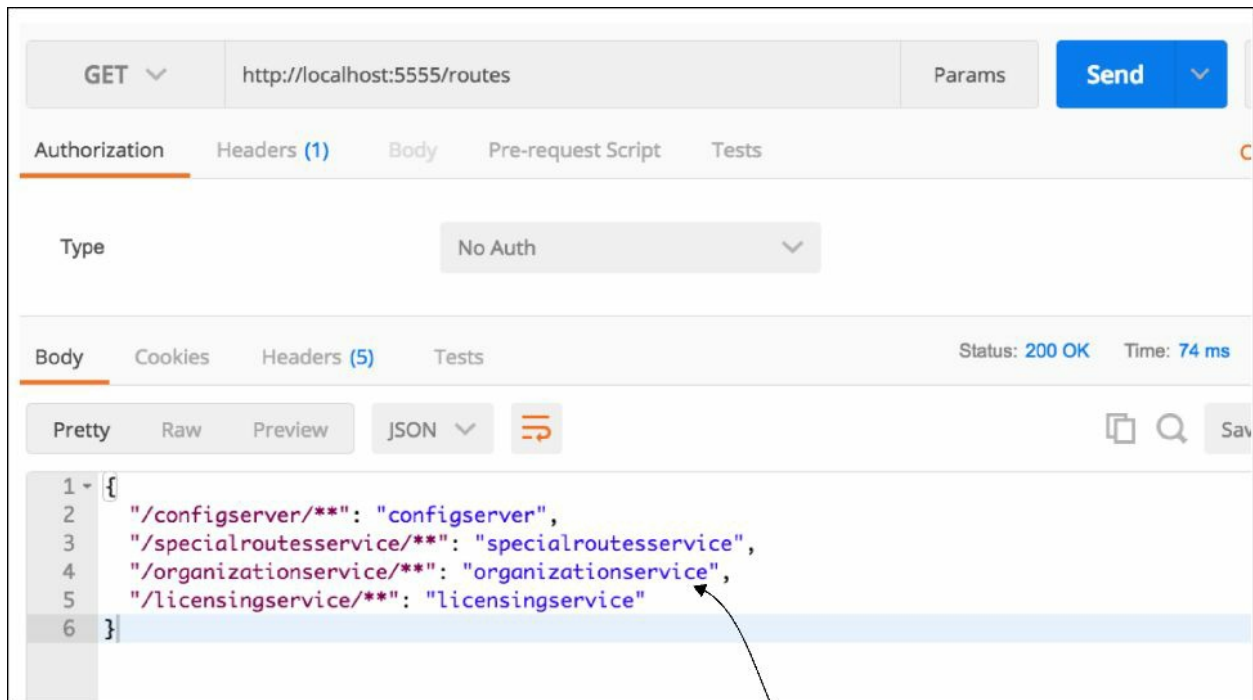 GET http://localhost:5555/routes Params Send
Authorization Headers (1) Body Pre-request Script Tests
Type No Auth
Body Cookies Headers (5) Tests Status: 200 OK Time: 74 ms
Pretty Raw Preview JSON
1 {
2 "/configserver/**": "configserver",
3 "/specialroutesservice/**": "specialroutesservice",
4 "/organizationservice/**": "organizationservice",
5 "/licensingservice/**": "licensingservice"
6 }